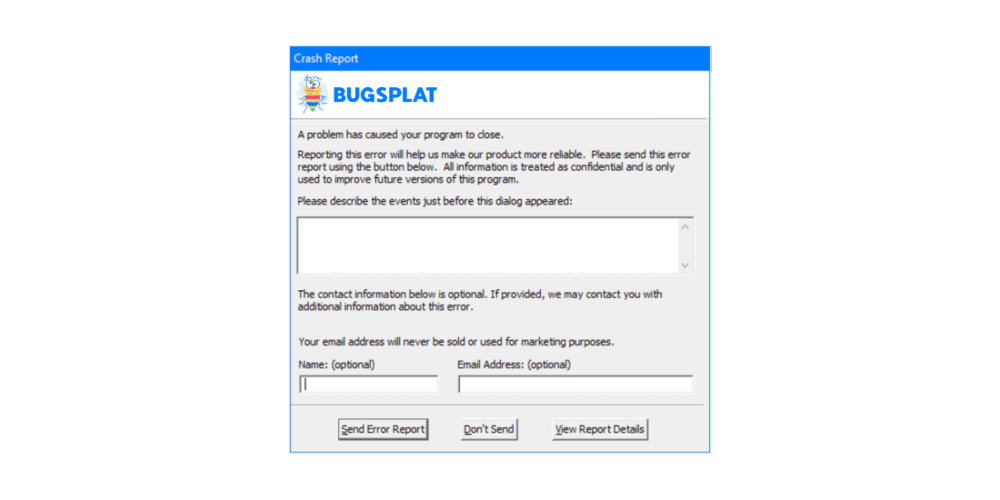 Crash Report
BUGSPLAT
A problem has caused your program to close.
Reporting this error will help us make our product more reliable.  Please send this error
report using the button below.  All information is treated as confidential and is only
used to improve future versions of this program.
Please describe the events just before this dialog appeared:
The contact information below is optional. If provided, we may contact you with
additional information about this error.
Your email address will never be sold or used for marketing purposes.
Name: (optional)    Email Address: (optional)
Send Error Report    Don't Send    View Report Details